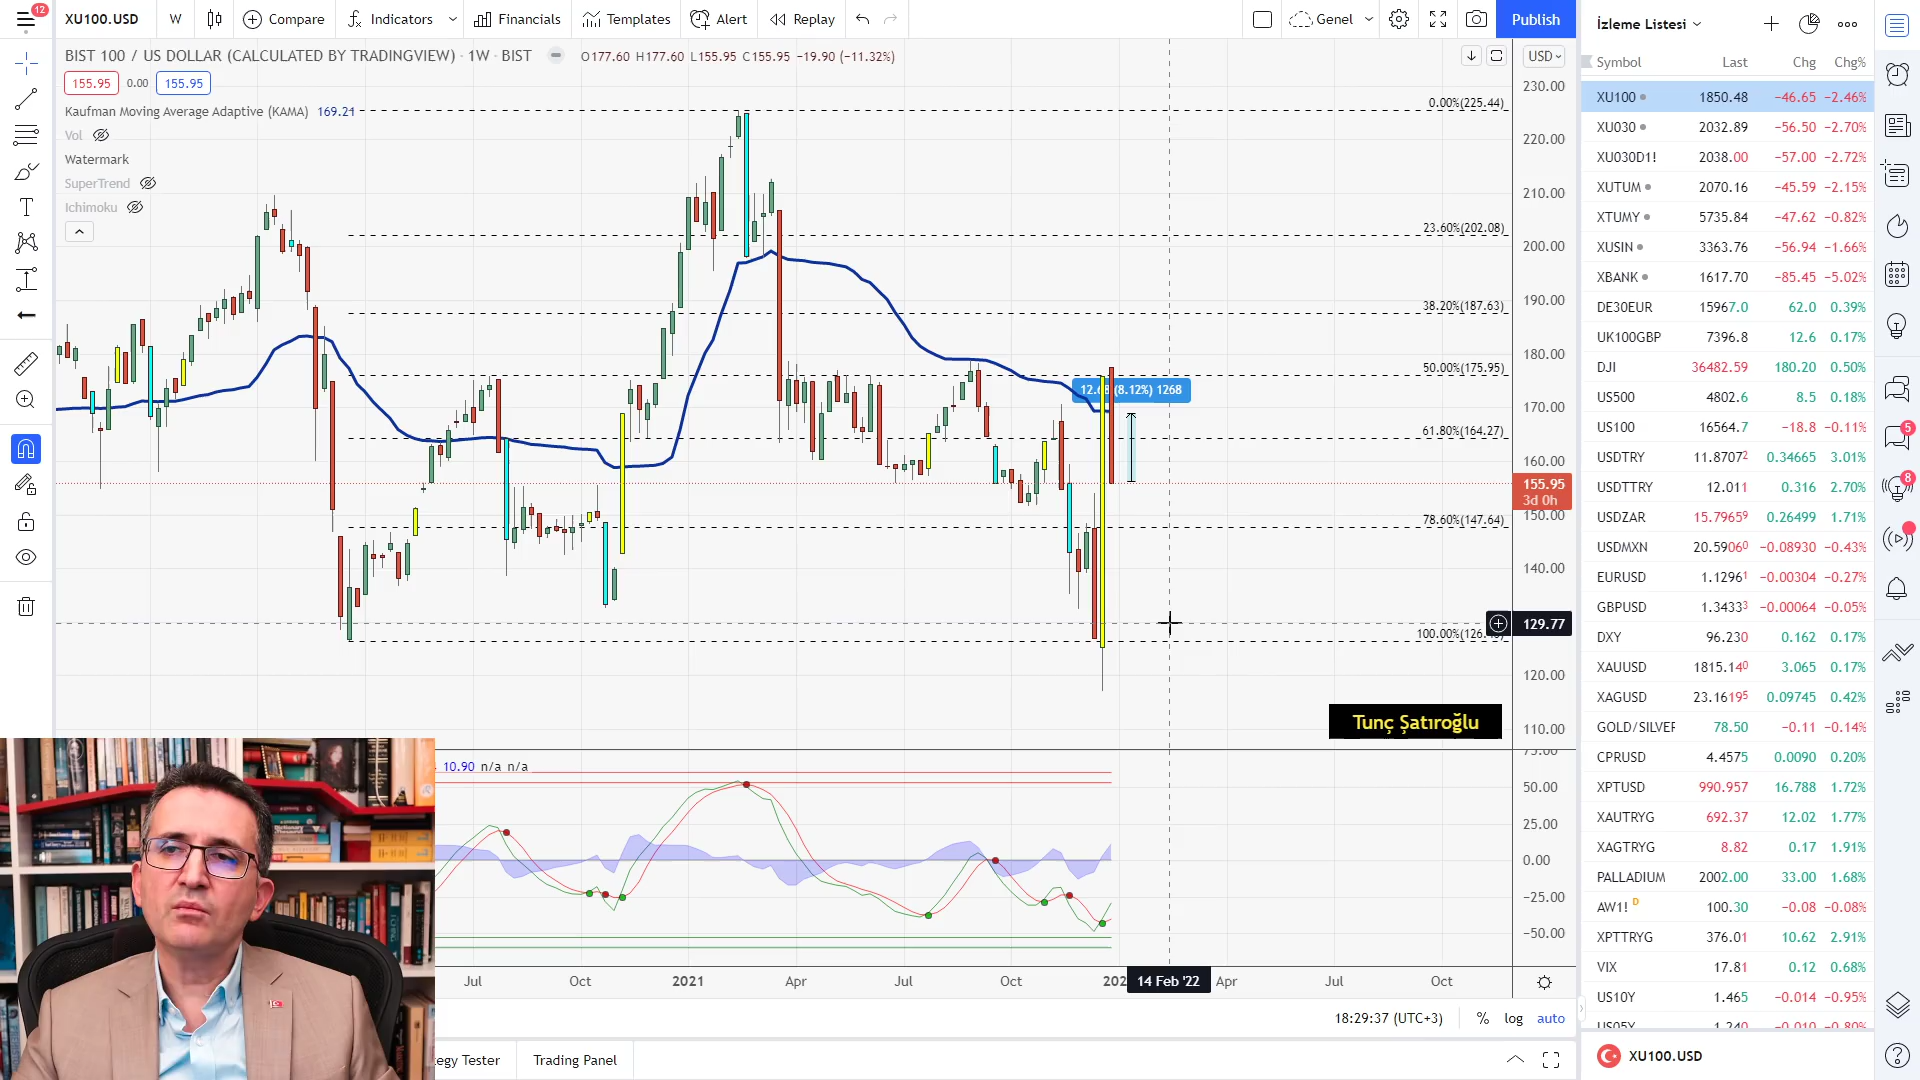 12
XU100.USD
W
Compare
Indicators
Financials
Templates
Alert
Replay
Genel
Publish
BIST 100 / US DOLLAR (CALCULATED BY TRADINGVIEW) · 1W · BIST
O177.60 H177.60 L155.95 C155.95 −19.90 (−11.32%)
155.95 0.00 155.95
Kaufman Moving Average Adaptive (KAMA) 169.21
Vol
Watermark
SuperTrend
Ichimoku
0.00%(225.44)
23.60%(202.08)
38.20%(187.63)
50.00%(175.95)
61.80%(164.27)
78.60%(147.64)
(8.12%) 1268
USD
230.00
220.00
210.00
200.00
190.00
180.00
170.00
160.00
155.95
3d 0h
150.00
140.00
129.77
120.00
110.00
Tunç Şatıroğlu
10.90 n/a n/a
75.00
50.00
25.00
0.00
−25.00
−50.00
Jul
Oct
2021
Apr
Jul
Oct
14 Feb '22
Apr
Jul
Oct
18:29:37 (UTC+3)
%
log
auto
Tester
Trading Panel
İzleme Listesi
Symbol Last Chg Chg%
XU100 1850.48 −46.65 −2.46%
XU030 2032.89 −56.50 −2.70%
XU030D1! 2038.00 −57.00 −2.72%
XUTUM 2070.16 −45.59 −2.15%
XTUMY 5735.84 −47.62 −0.82%
XUSIN 3363.76 −56.94 −1.66%
XBANK 1617.70 −85.45 −5.02%
DE30EUR 15967.0 62.0 0.39%
UK100GBP 7396.8 12.6 0.17%
DJI 36482.59 180.20 0.50%
US500 4802.6 8.5 0.18%
US100 16564.7 −18.8 −0.11%
USDTRY 11.8707² 0.34665 3.01%
USDTTRY 12.011 0.316 2.70%
USDZAR 15.7965⁹ 0.26499 1.71%
USDMXN 20.5906⁰ −0.08930 −0.43%
EURUSD 1.1296¹ −0.00304 −0.27%
GBPUSD 1.3433³ −0.00064 −0.05%
DXY 96.230 0.162 0.17%
XAUUSD 1815.14⁰ 3.065 0.17%
XAGUSD 23.1619⁵ 0.09745 0.42%
GOLD/SILVER 78.50 −0.11 −0.14%
CPRUSD 4.4575 0.0090 0.20%
XPTUSD 990.957 16.788 1.72%
XAUTRYG 692.37 12.02 1.77%
XAGTRYG 8.82 0.17 1.91%
PALLADIUM 2002.00 33.00 1.68%
AW1! D 100.30 −0.08 −0.08%
XPTTRYG 376.01 10.62 2.91%
VIX 17.81 0.12 0.68%
US10Y 1.465 −0.014 −0.95%
US05Y 1.240 −0.010 −0.80%
XU100.USD
5
8